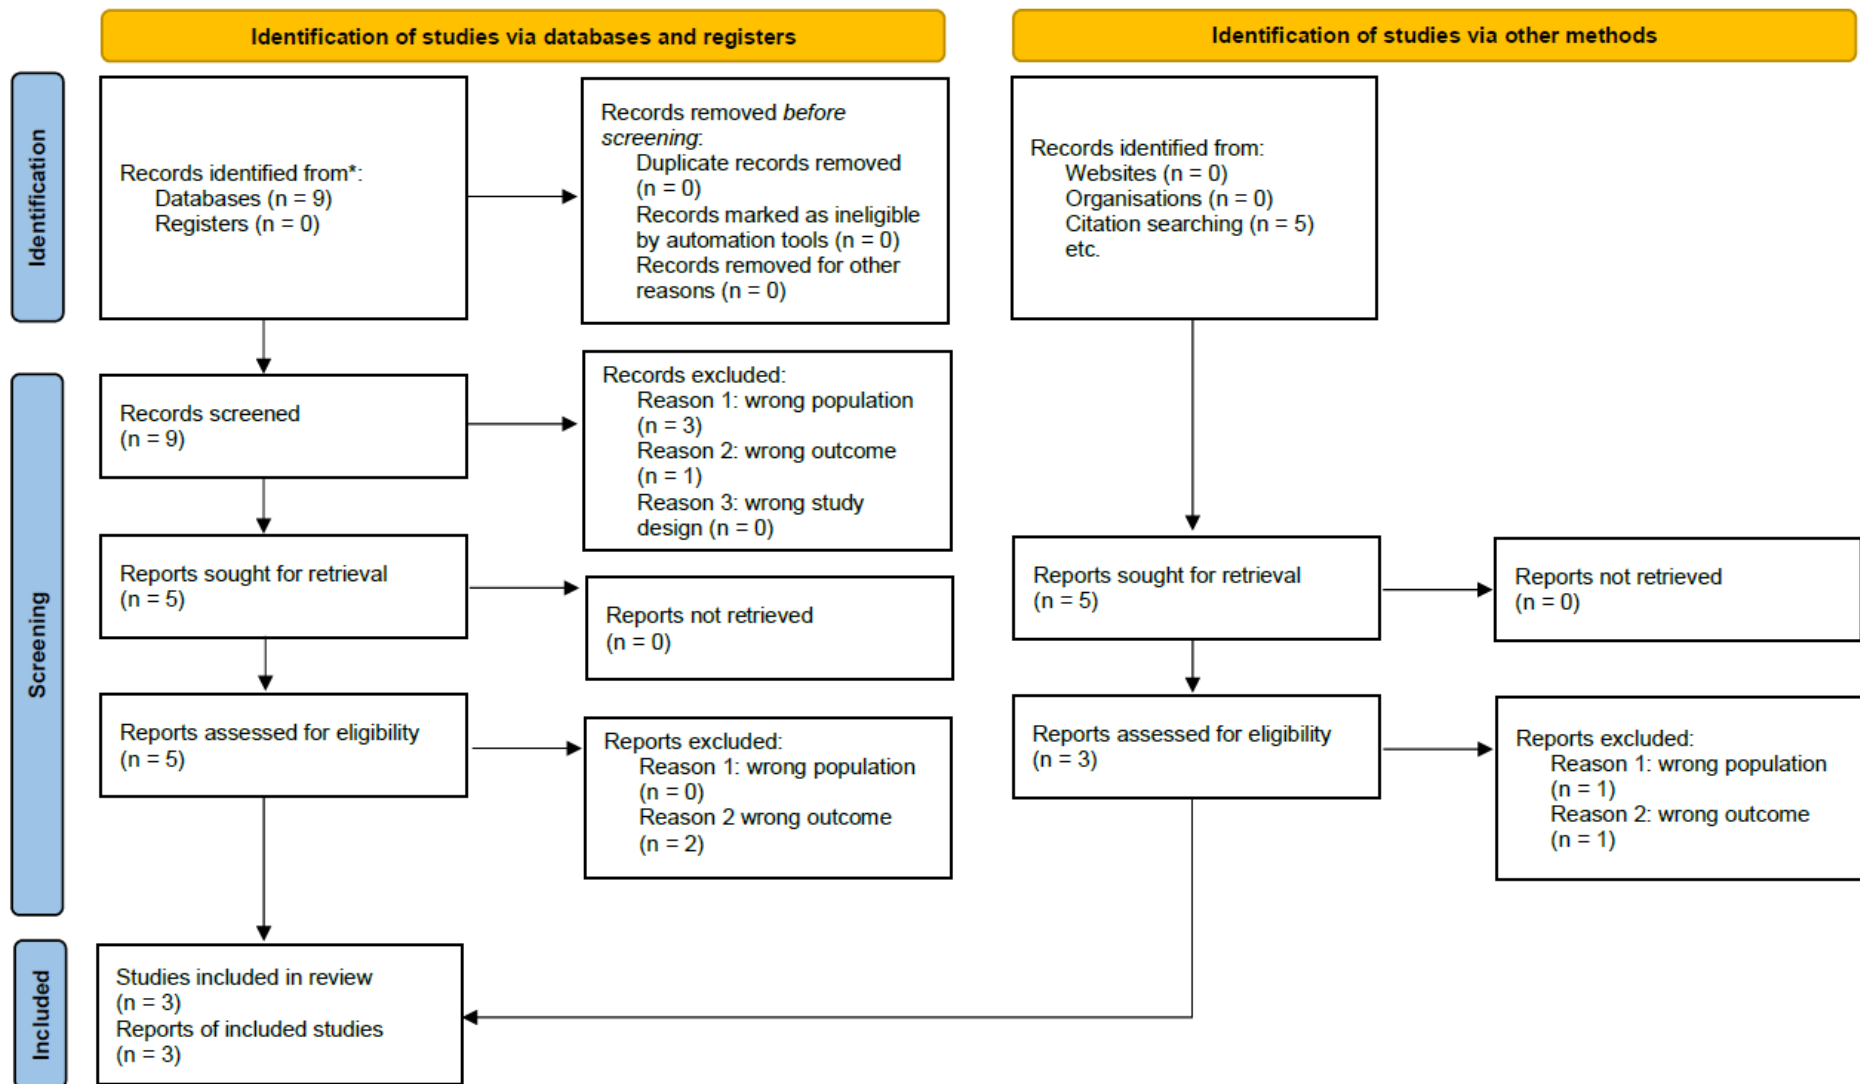 Identification of studies via databases and registers
Identification of studies via other methods
Identification
Records identified from*:
Databases (n = 9)
Registers (n = 0)
Records removed before
screening:
Duplicate records removed
(n = 0)
Records marked as ineligible
by automation tools (n = 0)
Records removed for other
reasons (n = 0)
Records identified from:
Websites (n = 0)
Organisations (n = 0)
Citation searching (n = 5)
etc.
Screening
Records screened
(n = 9)
Records excluded:
Reason 1: wrong population
(n = 3)
Reason 2: wrong outcome
(n = 1)
Reason 3: wrong study
design (n = 0)
Reports sought for retrieval
(n = 5)
Reports not retrieved
(n = 0)
Reports sought for retrieval
(n = 5)
Reports not retrieved
(n = 0)
Reports assessed for eligibility
(n = 5)
Reports excluded:
Reason 1: wrong population
(n = 0)
Reason 2 wrong outcome
(n = 2)
Reports assessed for eligibility
(n = 3)
Reports excluded:
Reason 1: wrong population
(n = 1)
Reason 2: wrong outcome
(n = 1)
Included
Studies included in review
(n = 3)
Reports of included studies
(n = 3)